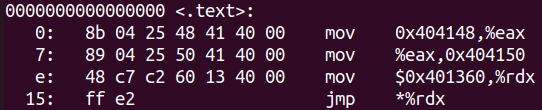 0000000000000000 <.text>:
0: 8b 04 25 48 41 40 00 mov 0x404148,%eax
7: 89 04 25 50 41 40 00 mov %eax,0x404150
e: 48 c7 c2 60 13 40 00 mov $0x401360,%rdx
15: ff e2 jmp *%rdx